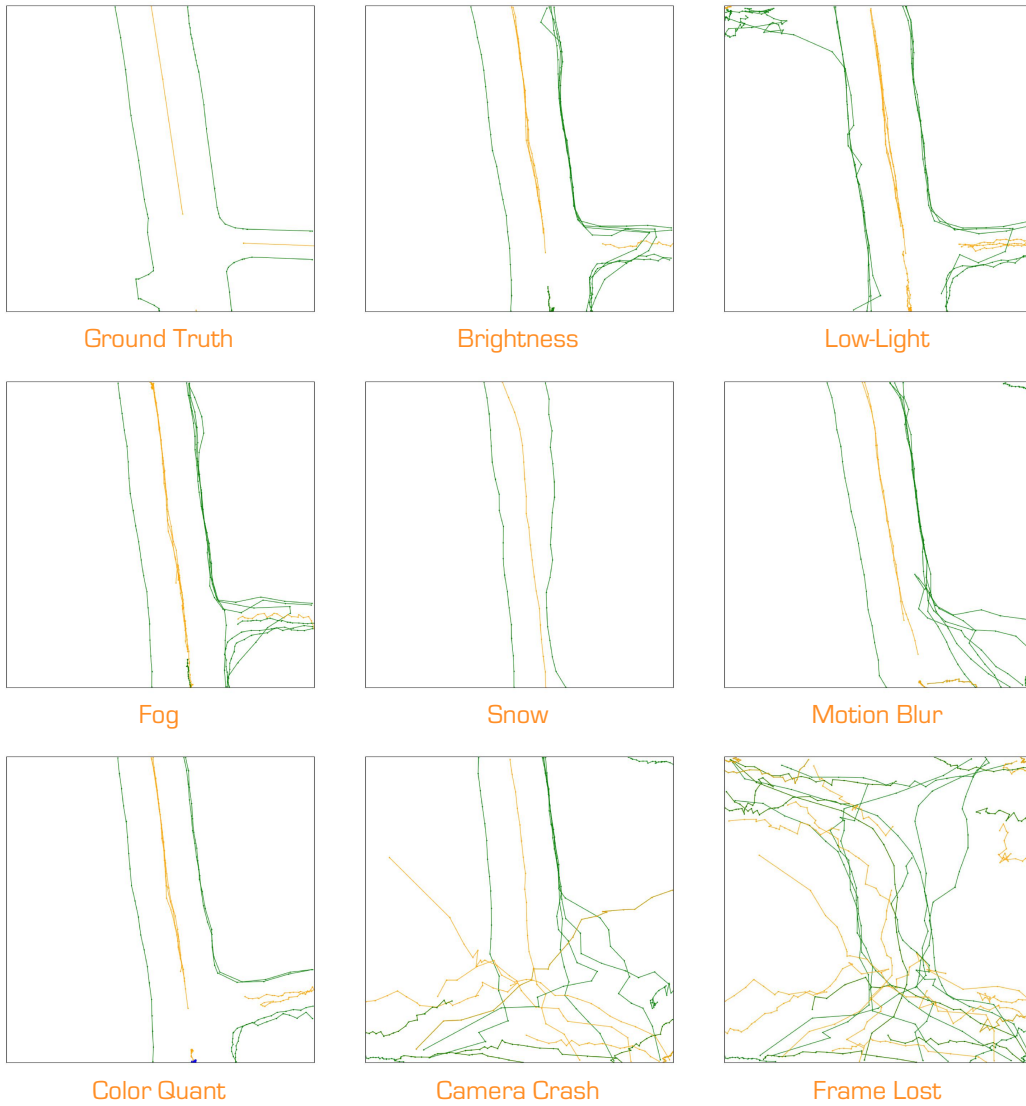 Ground Truth
Brightness
Low-Light
Fog
Snow
Motion Blur
Color Quant
Camera Crash
Frame Lost